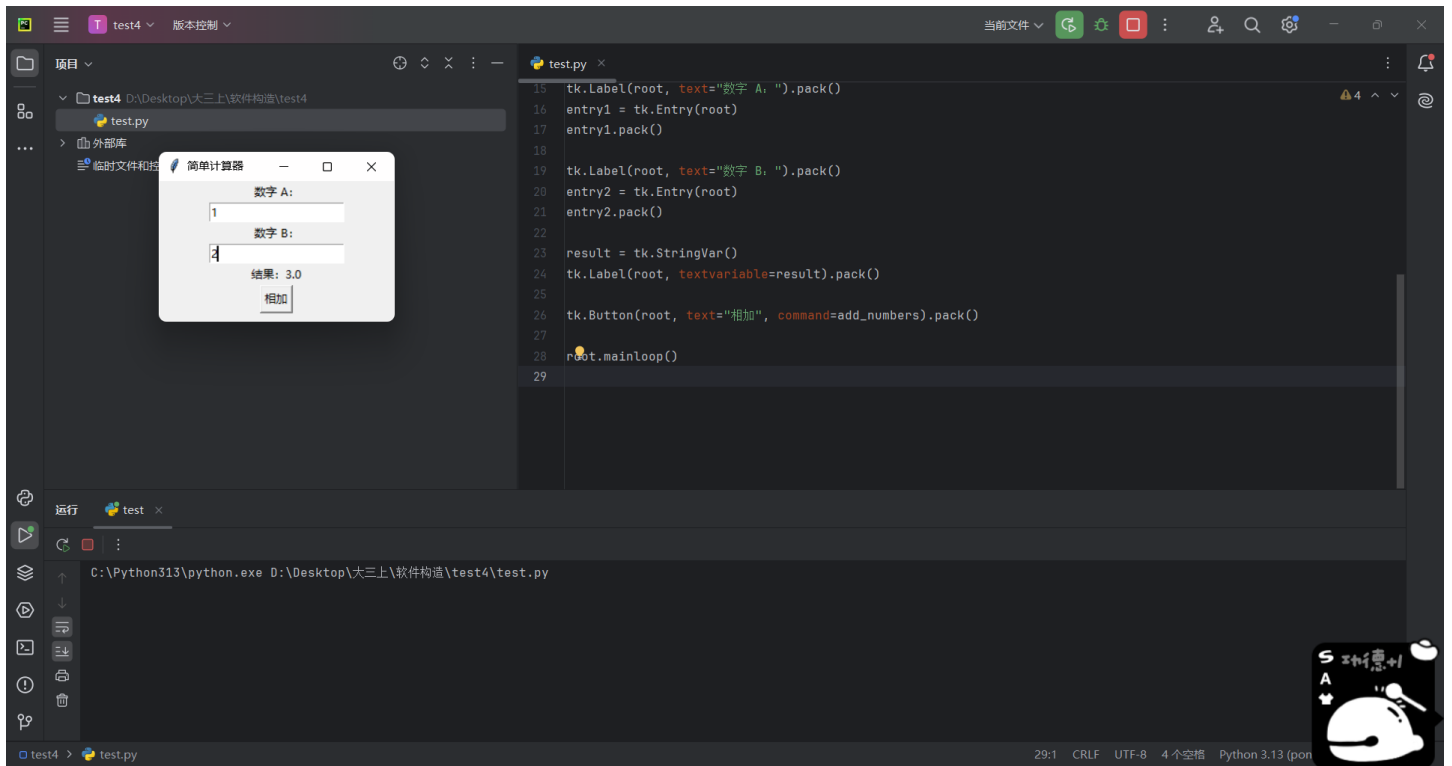 PC
T test4 版本控制 当前文件
项目
test4 D:\Desktop\大三上\软件构造\test4
test.py
外部库
临时文件和控
简单计算器
数字 A:
1
数字 B:
2
结果: 3.0
相加
test.py
4
15 tk.Label(root, text="数字 A: ").pack()
16 entry1 = tk.Entry(root)
17 entry1.pack()
18
19 tk.Label(root, text="数字 B: ").pack()
20 entry2 = tk.Entry(root)
21 entry2.pack()
22
23 result = tk.StringVar()
24 tk.Label(root, textvariable=result).pack()
25
26 tk.Button(root, text="相加", command=add_numbers).pack()
27
28 root.mainloop()
29
运行 test
C:\Python313\python.exe D:\Desktop\大三上\软件构造\test4\test.py
S 功德+1
A
test4 > test.py 29:1 CRLF UTF-8 4 个空格 Python 3.13 (pon